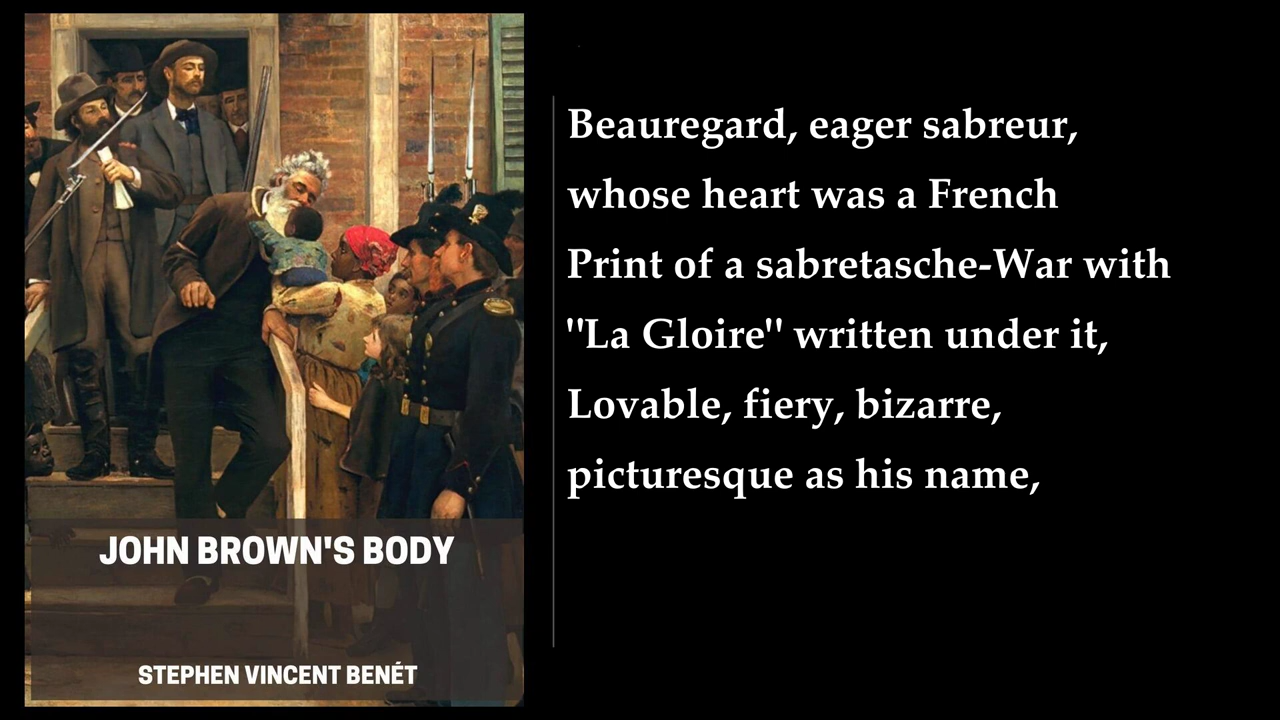 JOHN BROWN'S BODY
STEPHEN VINCENT BENÉT
Beauregard, eager sabreur,
whose heart was a French
Print of a sabretasche-War with
"La Gloire" written under it,
Lovable, fiery, bizarre,
picturesque as his name,